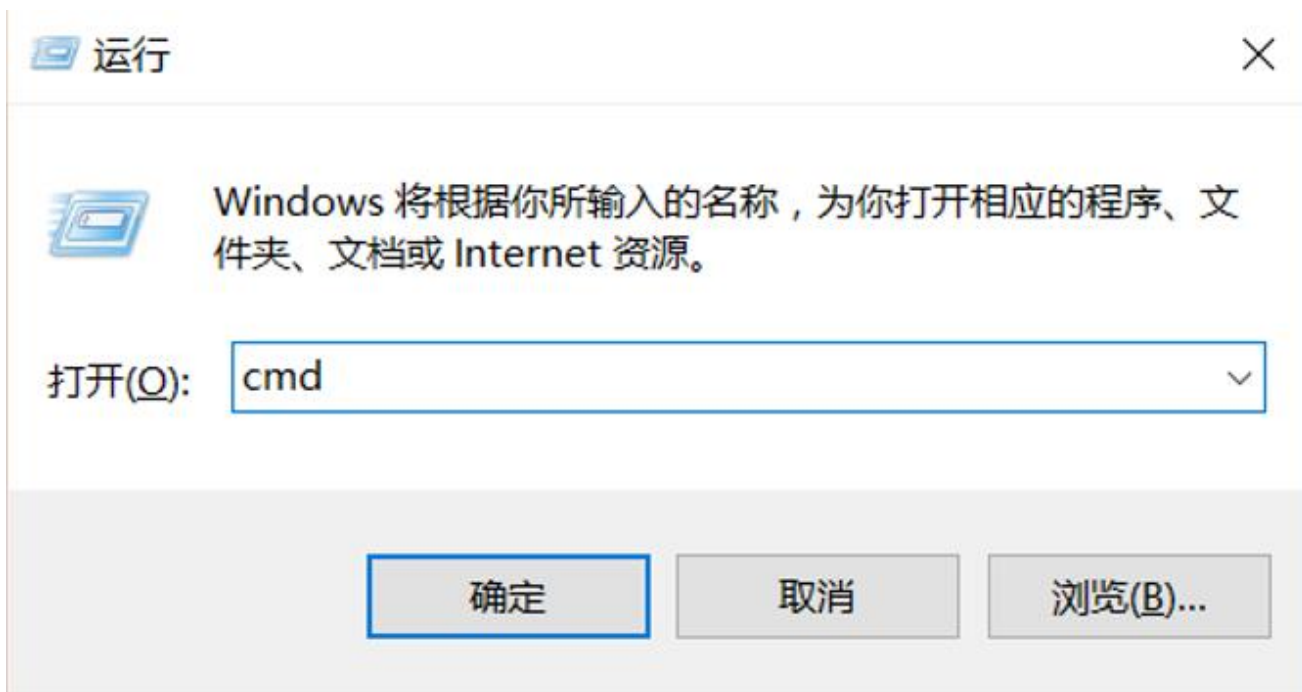 运行
Windows 将根据你所输入的名称，为你打开相应的程序、文
件夹、文档或 Internet 资源。
打开(O): cmd
确定 取消 浏览(B)...